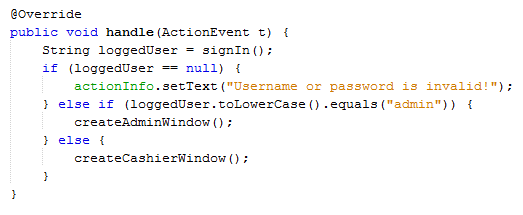 @Override
public void handle(ActionEvent t) {
    String loggedUser = signIn();
    if (loggedUser == null) {
        actionInfo.setText("Username or password is invalid!");
    } else if (loggedUser.toLowerCase().equals("admin")) {
        createAdminWindow();
    } else {
        createCashierWindow();
    }
}